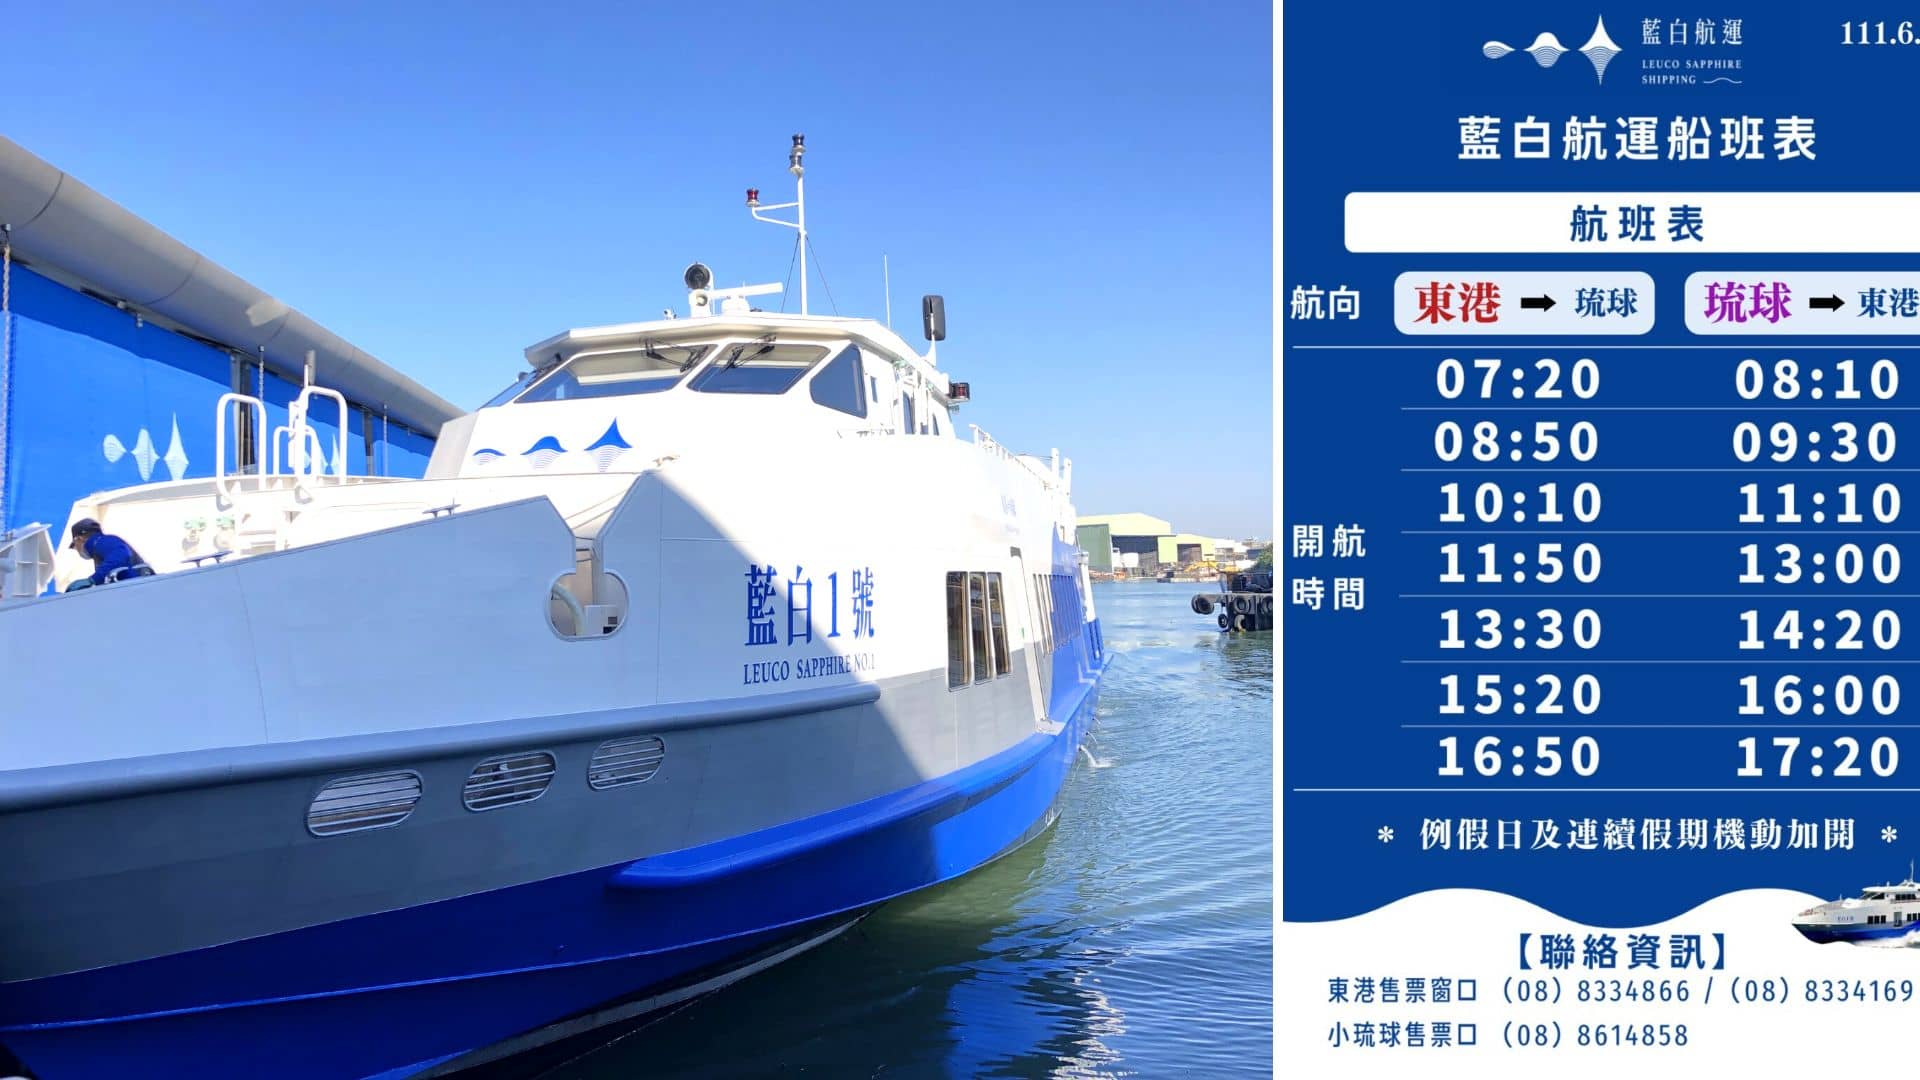 藍白1號
LEUCO SAPPHIRE NO.1
藍白航運
LEUCO SAPPHIRE
SHIPPING
111.6.
藍白航運船班表
航班表
航向 東港 ➡ 琉球 琉球 ➡ 東港
開航時間
07:20 08:10
08:50 09:30
10:10 11:10
11:50 13:00
13:30 14:20
15:20 16:00
16:50 17:20
* 例假日及連續假期機動加開 *
【聯絡資訊】
東港售票窗口 (08) 8334866 / (08) 8334169
小琉球售票口 (08) 8614858